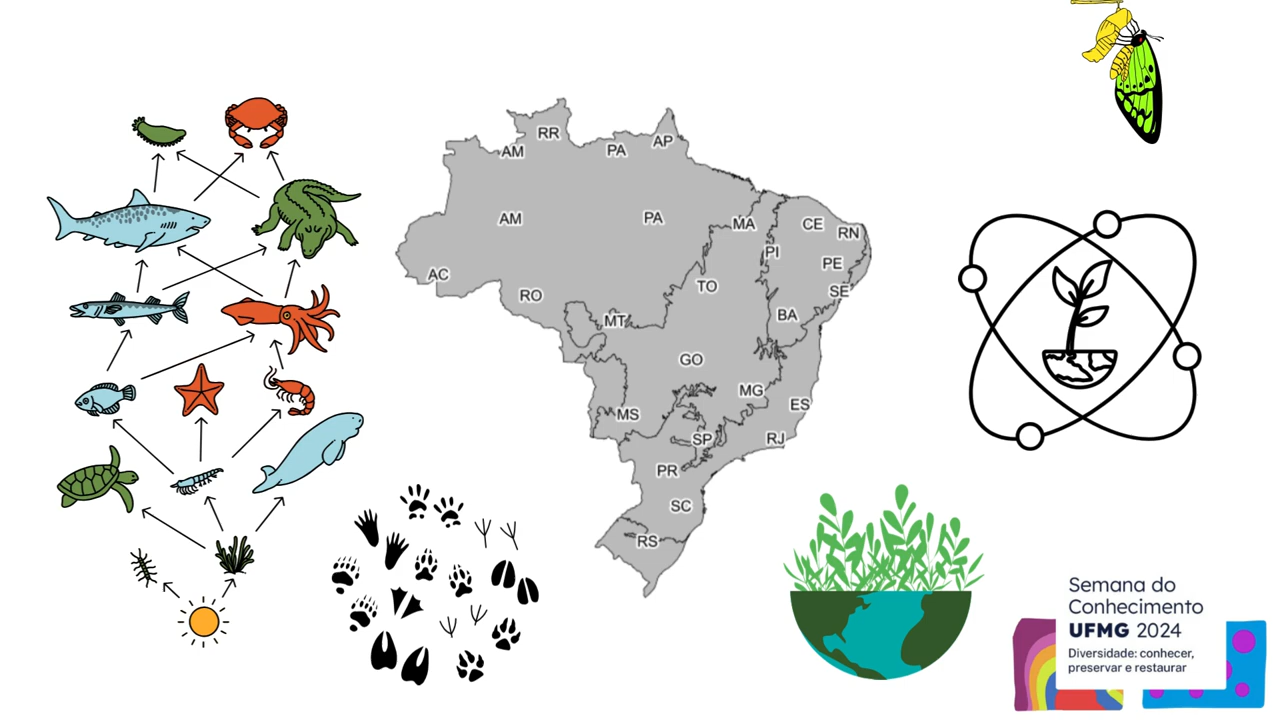 RR
AP
AM
PA
AM
PA
MA
CE
RN
PI
PE
AC
TO
SE
RO
BA
MT
GO
MG
ES
MS
SP
RJ
PR
SC
RS
Semana do
Conhecimento
UFMG 2024
Diversidade: conhecer,
preservar e restaurar